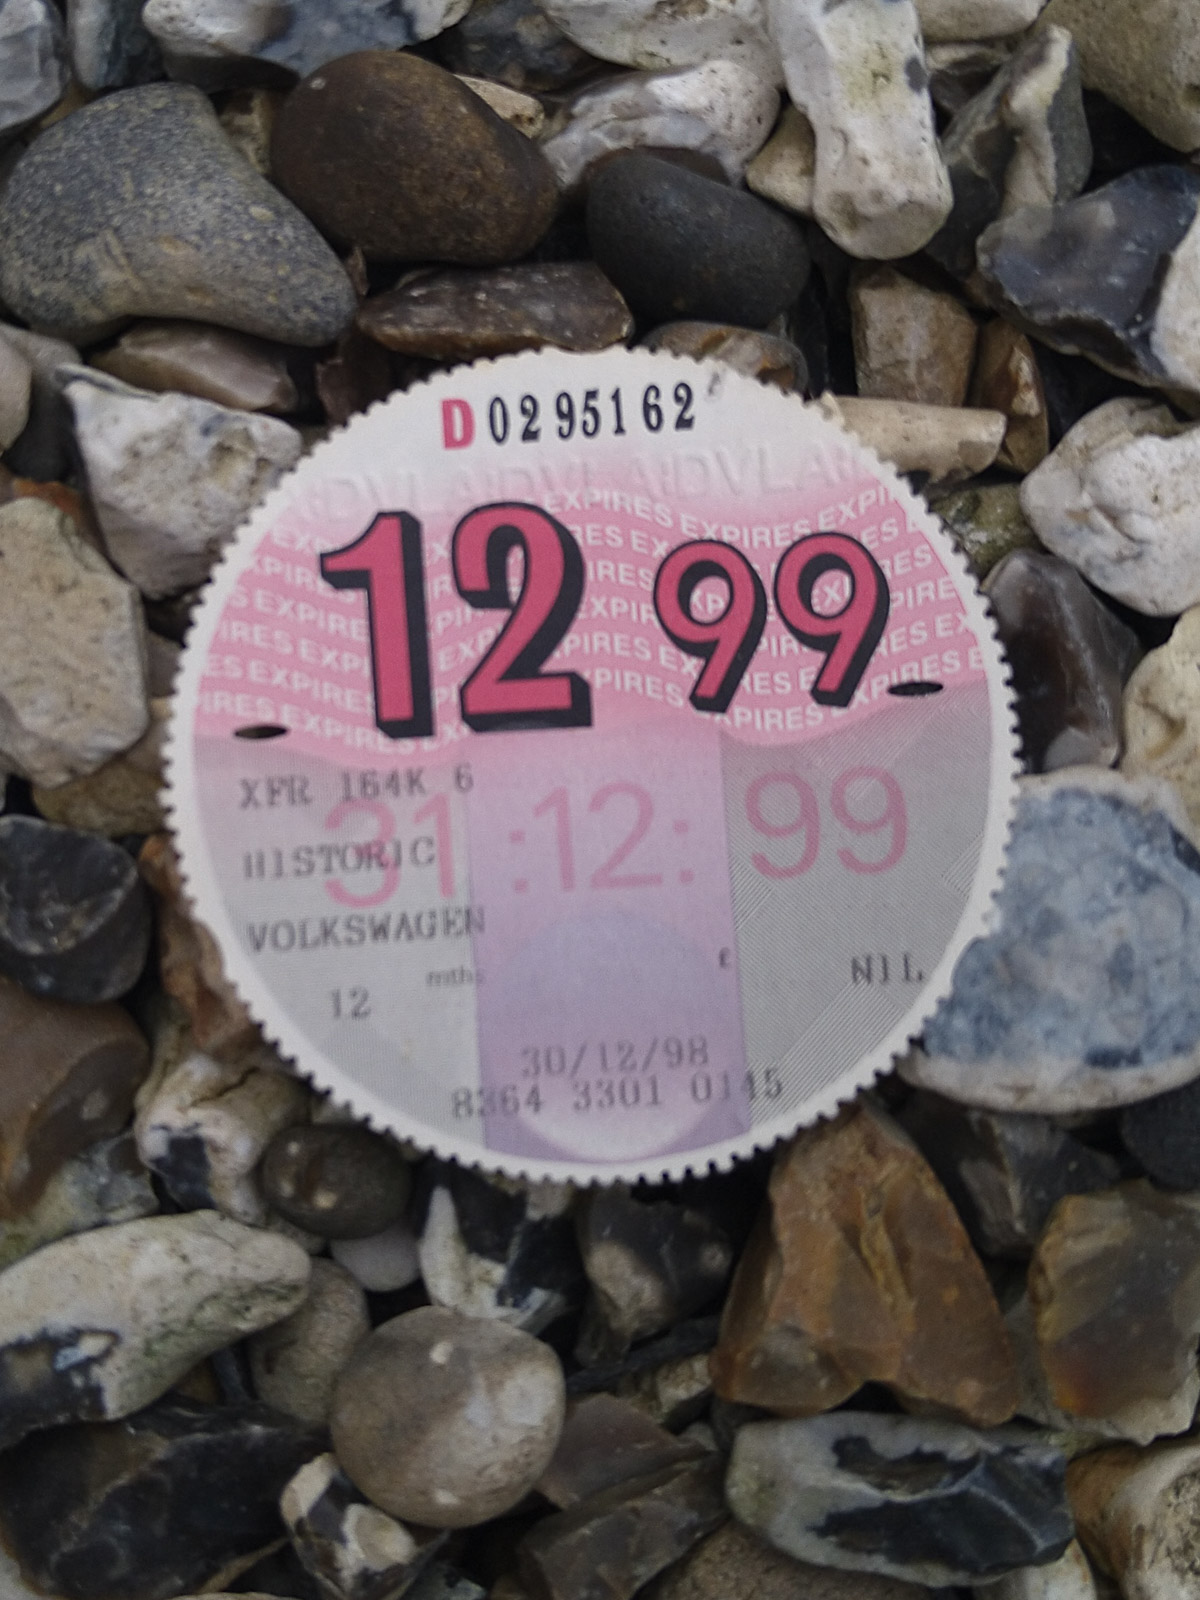 D0295162
DVLA DVLA DVLA
EXPIRES EXPIRES EXPIRES
12 99
XFR 164K 6
31:12:99
HISTORIC
VOLKSWAGEN
mths £ NIL
12
30/12/98
8364 3301 0145